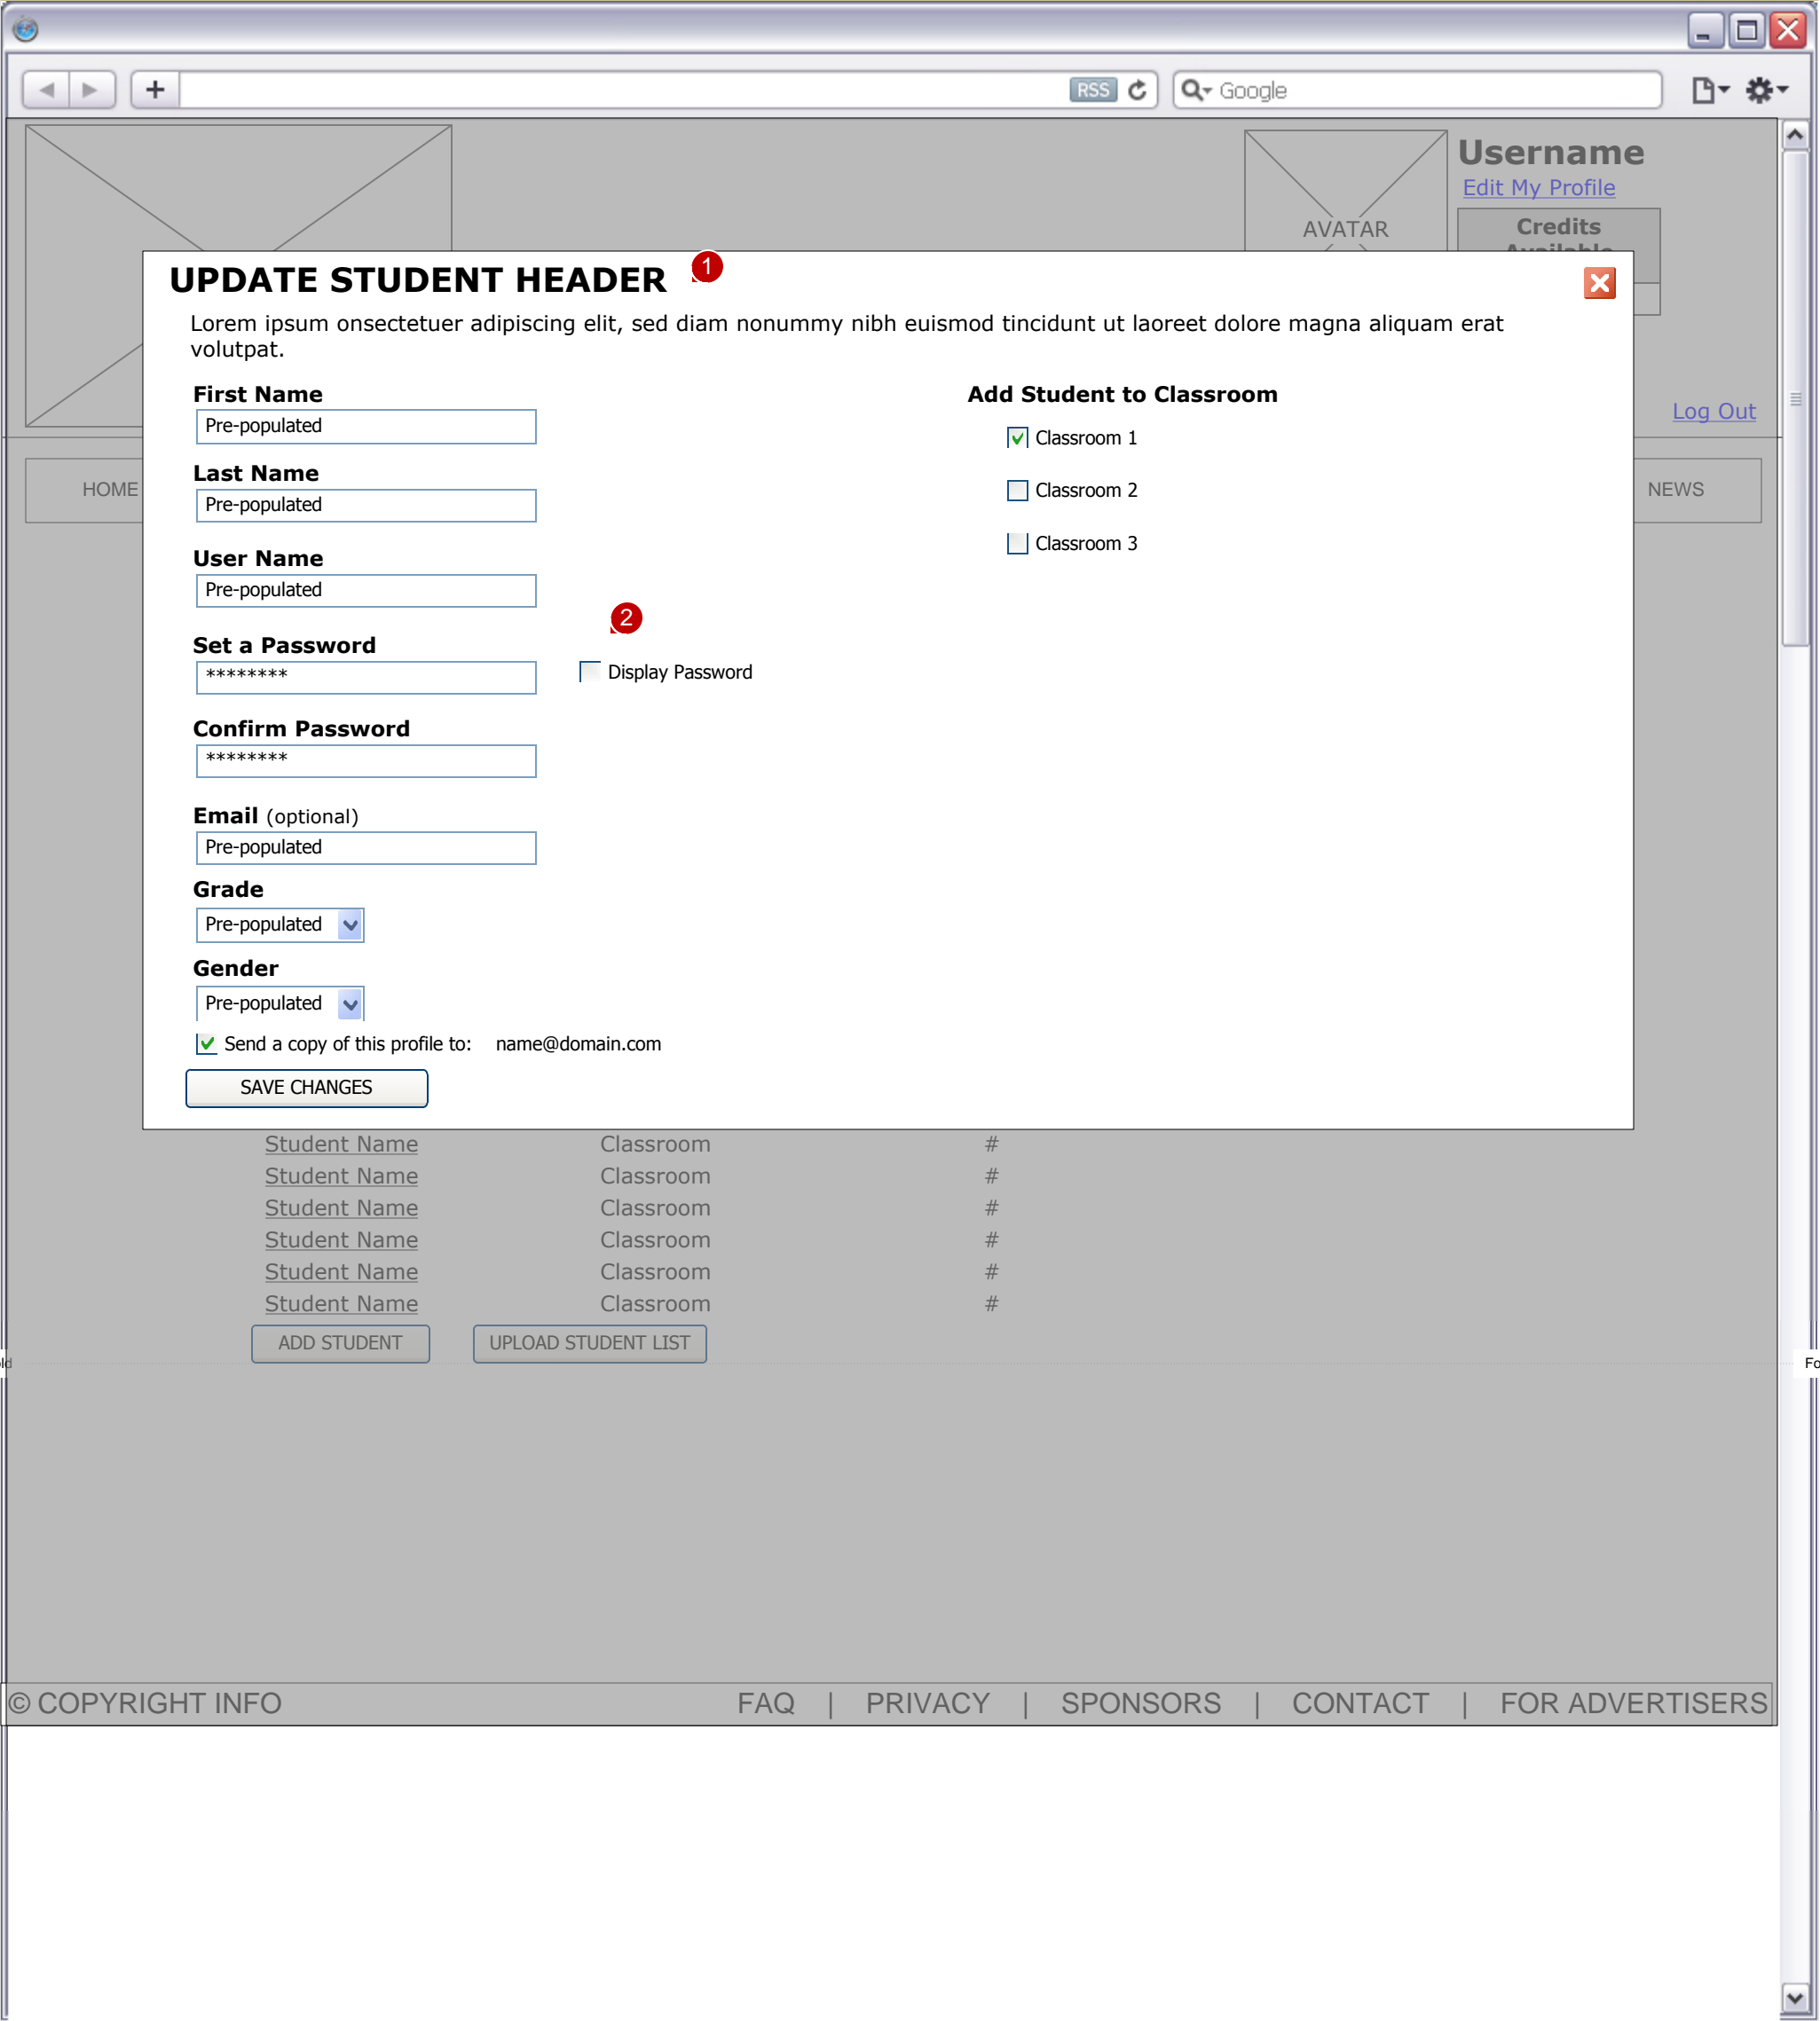 RSS
Google
Username
Edit My Profile
AVATAR
Credits
Available
UPDATE STUDENT HEADER 1
Lorem ipsum onsectetuer adipiscing elit, sed diam nonummy nibh euismod tincidunt ut laoreet dolore magna aliquam erat
volutpat.
First Name
Pre-populated
Last Name
Pre-populated
User Name
Pre-populated
2
Set a Password
********
Display Password
Confirm Password
********
Email (optional)
Pre-populated
Grade
Pre-populated
Gender
Pre-populated
Send a copy of this profile to: name@domain.com
SAVE CHANGES
Add Student to Classroom
Classroom 1
Classroom 2
Classroom 3
Log Out
HOME
NEWS
Student Name Classroom #
Student Name Classroom #
Student Name Classroom #
Student Name Classroom #
Student Name Classroom #
Student Name Classroom #
ADD STUDENT UPLOAD STUDENT LIST
© COPYRIGHT INFO FAQ | PRIVACY | SPONSORS | CONTACT | FOR ADVERTISERS